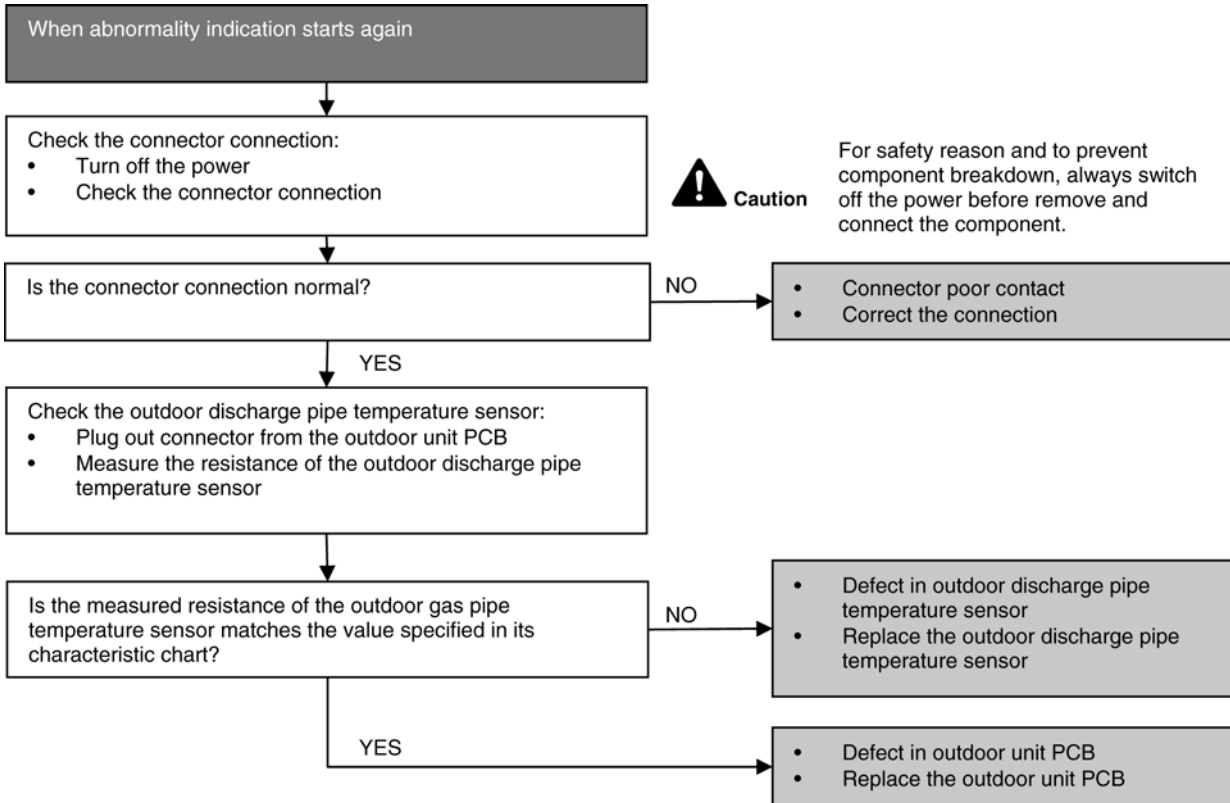 When abnormality indication starts again
Check the connector connection:
• Turn off the power
• Check the connector connection
Caution
For safety reason and to prevent
component breakdown, always switch
off the power before remove and
connect the component.
Is the connector connection normal?
NO
• Connector poor contact
• Correct the connection
YES
Check the outdoor discharge pipe temperature sensor:
• Plug out connector from the outdoor unit PCB
• Measure the resistance of the outdoor discharge pipe
temperature sensor
Is the measured resistance of the outdoor gas pipe
temperature sensor matches the value specified in its
characteristic chart?
NO
• Defect in outdoor discharge pipe
temperature sensor
• Replace the outdoor discharge pipe
temperature sensor
YES
• Defect in outdoor unit PCB
• Replace the outdoor unit PCB